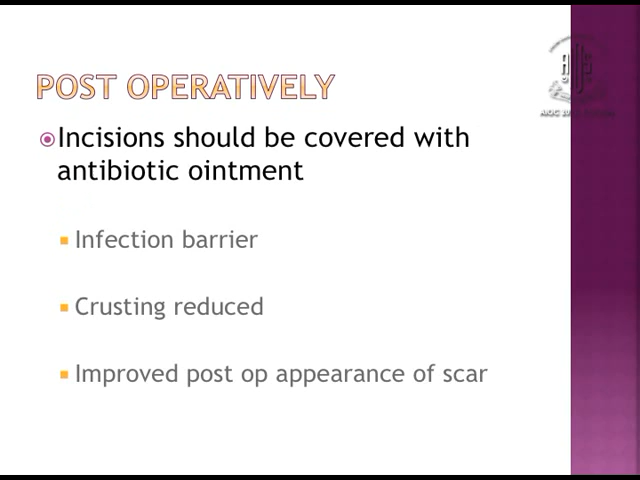 POST OPERATIVELY
Incisions should be covered with
antibiotic ointment
Infection barrier
Crusting reduced
Improved post op appearance of scar